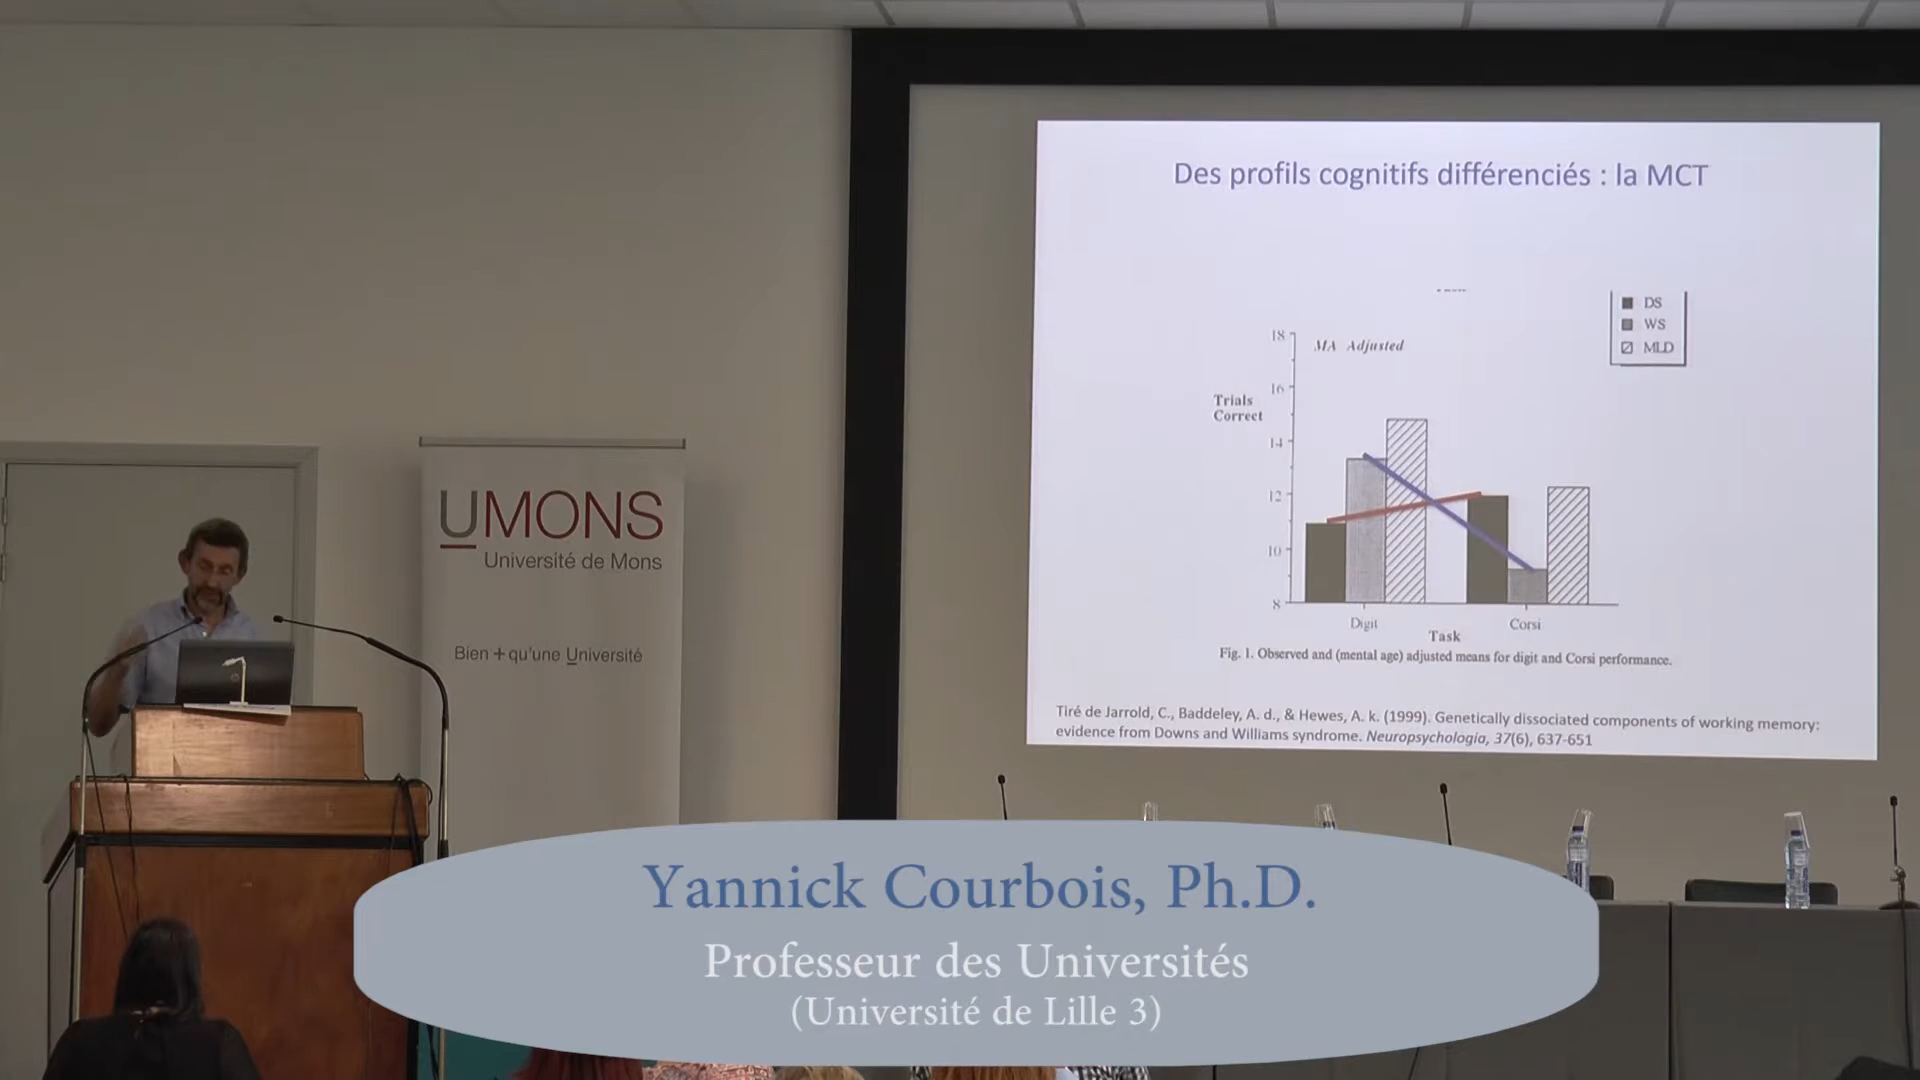 Des profils cognitifs différenciés : la MCT
DS
WS
MLD
MA Adjusted
Trials
Correct
18
16
14
12
10
8
Digit
Corsi
Task
Fig. 1. Observed and (mental age) adjusted means for digit and Corsi performance.
Tiré de Jarrold, C., Baddeley, A. d., & Hewes, A. k. (1999). Genetically dissociated components of working memory:
evidence from Downs and Williams syndrome. Neuropsychologia, 37(6), 637-651
UMONS
Université de Mons
Bien + qu'une Université
Yannick Courbois, Ph.D.
Professeur des Universités
(Université de Lille 3)